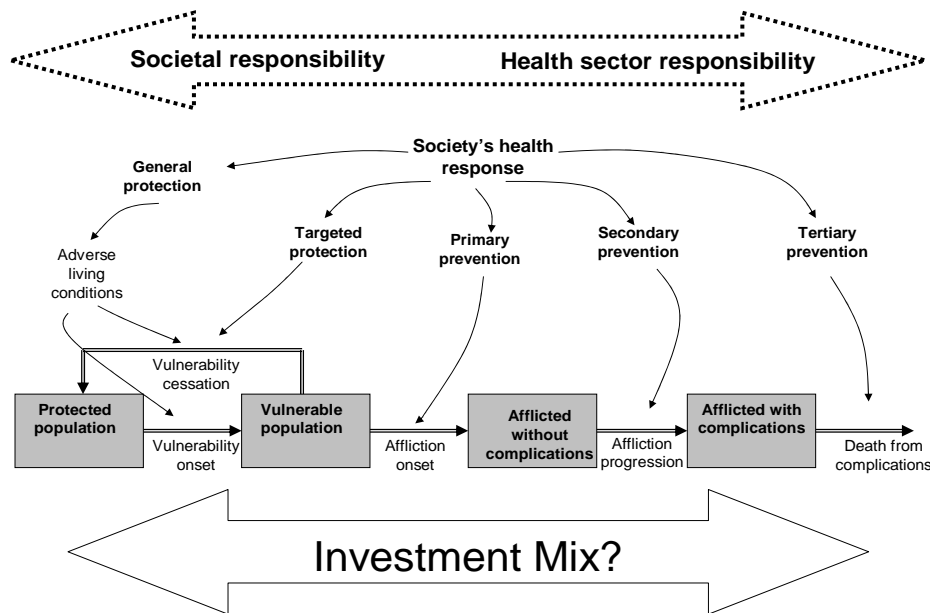 Societal responsibility
Health sector responsibility
Society's health
response
General
protection
Targeted
protection
Primary
prevention
Secondary
prevention
Tertiary
prevention
Adverse
living
conditions
Vulnerability
cessation
Protected
population
Vulnerability
onset
Vulnerable
population
Affliction
onset
Afflicted
without
complications
Affliction
progression
Afflicted with
complications
Death from
complications
Investment Mix?